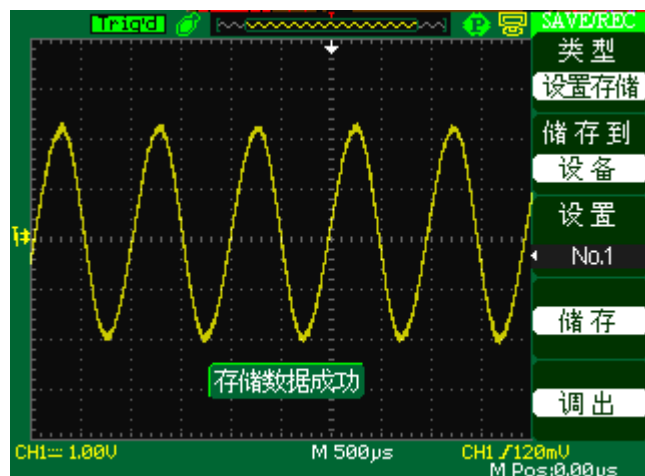 Trig'd
SAVE/REC
类型
设置存储
储存到
设备
设置
No.1
储存
调出
存储数据成功
CH1 1.00V
M 500µs
CH1 /120mV
M Pos:0.00µs